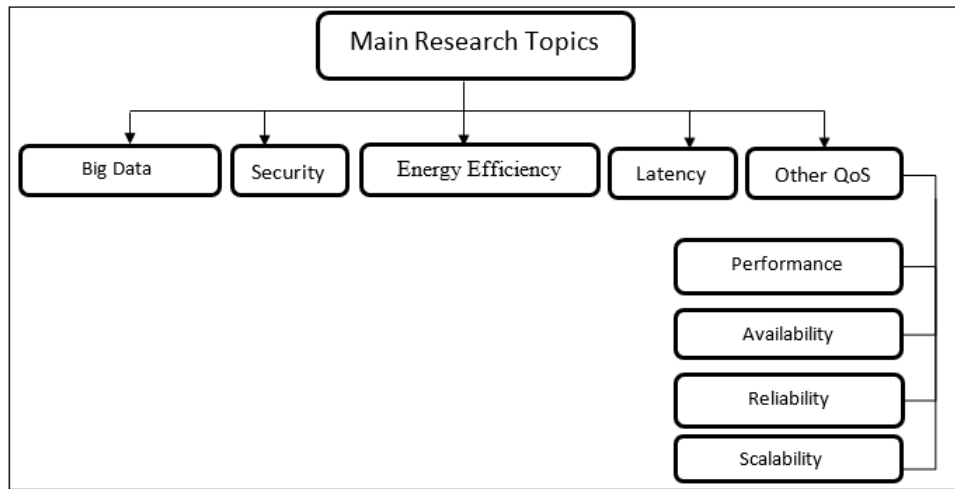 Main Research Topics
Big Data
Security
Energy Efficiency
Latency
Other QoS
Performance
Availability
Reliability
Scalability